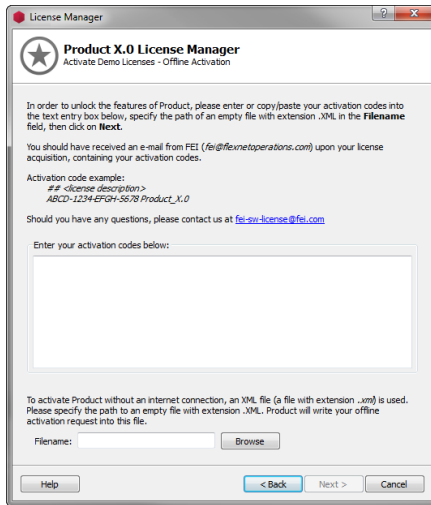 License Manager
Product X.0 License Manager
Activate Demo Licenses - Offline Activation
In order to unlock the features of Product, please enter or copy/paste your activation codes into
the text entry box below, specify the path of an empty file with extension .XML in the Filename
field, then click on Next.
You should have received an e-mail from FEI (fei@flexnetoperations.com) upon your license
acquisition, containing your activation codes.
Activation code example:
## <license description>
ABCD-1234-EFGH-5678 Product_X.0
Should you have any questions, please contact us at fei-sw-license@fei.com
Enter your activation codes below:
To activate Product without an internet connection, an XML file (a file with extension .xml) is used.
Please specify the path to an empty file with extension .XML. Product will write your offline
activation request into this file.
Filename: Browse
Help < Back Next > Cancel